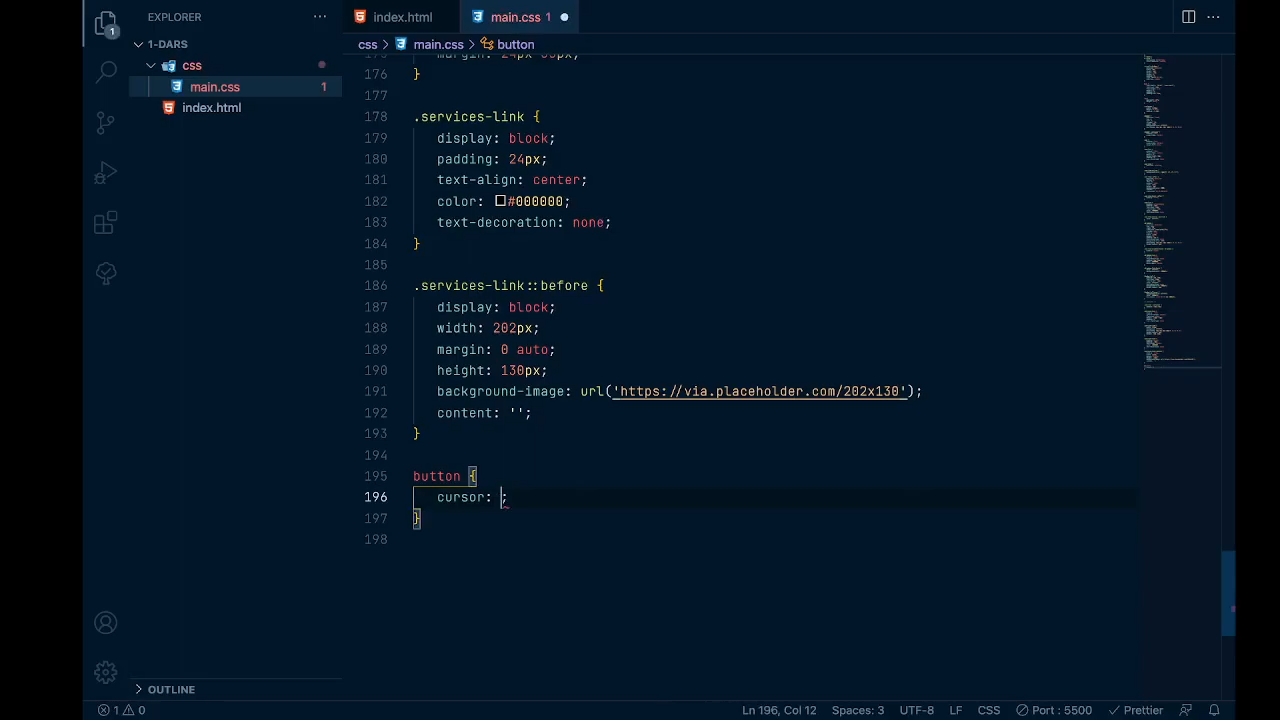 EXPLORER
index.html
main.css 1
1-DARS
css
main.css 1
index.html
OUTLINE
css > main.css > button
176 }
177
178 .services-link {
179 display: block;
180 padding: 24px;
181 text-align: center;
182 color: #000000;
183 text-decoration: none;
184 }
185
186 .services-link::before {
187 display: block;
188 width: 202px;
189 margin: 0 auto;
190 height: 130px;
191 background-image: url('https://via.placeholder.com/202x130');
192 content: '';
193 }
194
195 button {
196 cursor: ;
197 }
198
1 0
Ln 196, Col 12 Spaces: 3 UTF-8 LF CSS Port : 5500 Prettier